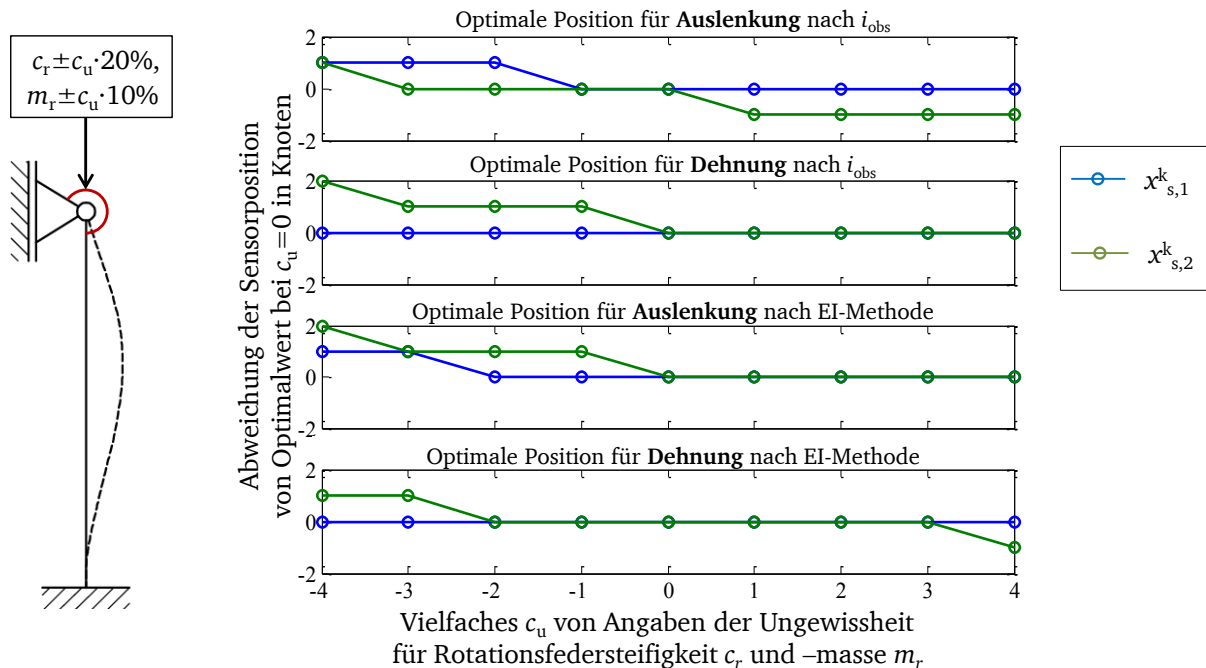 c_r±c_u·20%,
m_r±c_u·10%
Abweichung der Sensorposition
von Optimalwert bei c_u=0 in Knoten
Optimale Position für Auslenkung nach i_obs
2
0
-2
Optimale Position für Dehnung nach i_obs
2
0
-2
Optimale Position für Auslenkung nach EI-Methode
2
0
-2
Optimale Position für Dehnung nach EI-Methode
2
0
-2
-4 -3 -2 -1 0 1 2 3 4
Vielfaches c_u von Angaben der Ungewissheit
für Rotationsfedersteifigkeit c_r und –masse m_r
x^k_s,1
x^k_s,2